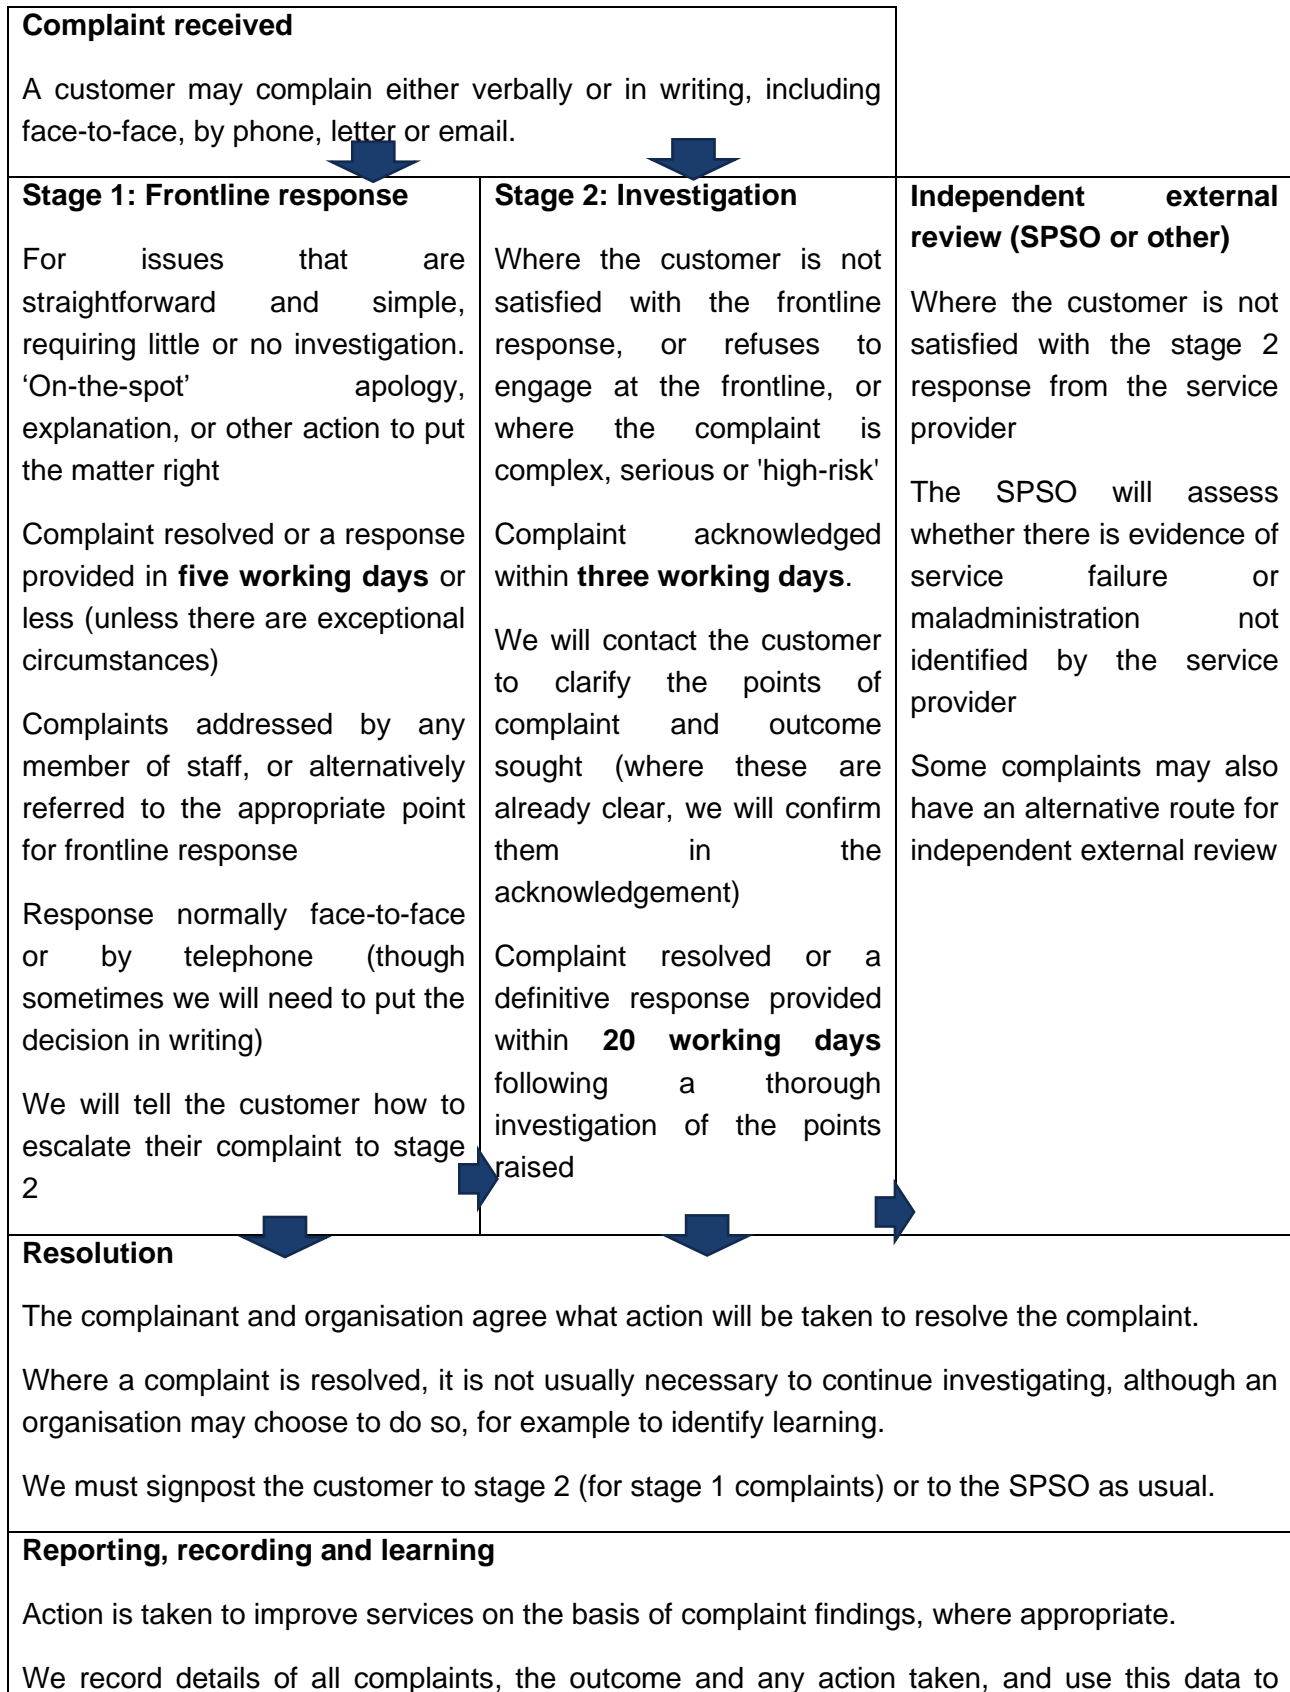 Complaint received
A customer may complain either verbally or in writing, including
face-to-face, by phone, letter or email.
Stage 1: Frontline response
For issues that are
straightforward and simple,
requiring little or no investigation.
‘On-the-spot’ apology,
explanation, or other action to put
the matter right
Complaint resolved or a response
provided in five working days or
less (unless there are exceptional
circumstances)
Complaints addressed by any
member of staff, or alternatively
referred to the appropriate point
for frontline response
Response normally face-to-face
or by telephone (though
sometimes we will need to put the
decision in writing)
We will tell the customer how to
escalate their complaint to stage
2
Stage 2: Investigation
Where the customer is not
satisfied with the frontline
response, or refuses to
engage at the frontline, or
where the complaint is
complex, serious or 'high-risk'
Complaint acknowledged
within three working days.
We will contact the customer
to clarify the points of
complaint and outcome
sought (where these are
already clear, we will confirm
them in the
acknowledgement)
Complaint resolved or a
definitive response provided
within 20 working days
following a thorough
investigation of the points
raised
Independent external
review (SPSO or other)
Where the customer is not
satisfied with the stage 2
response from the service
provider
The SPSO will assess
whether there is evidence of
service failure or
maladministration not
identified by the service
provider
Some complaints may also
have an alternative route for
independent external review
Resolution
The complainant and organisation agree what action will be taken to resolve the complaint.
Where a complaint is resolved, it is not usually necessary to continue investigating, although an
organisation may choose to do so, for example to identify learning.
We must signpost the customer to stage 2 (for stage 1 complaints) or to the SPSO as usual.
Reporting, recording and learning
Action is taken to improve services on the basis of complaint findings, where appropriate.
We record details of all complaints, the outcome and any action taken, and use this data to